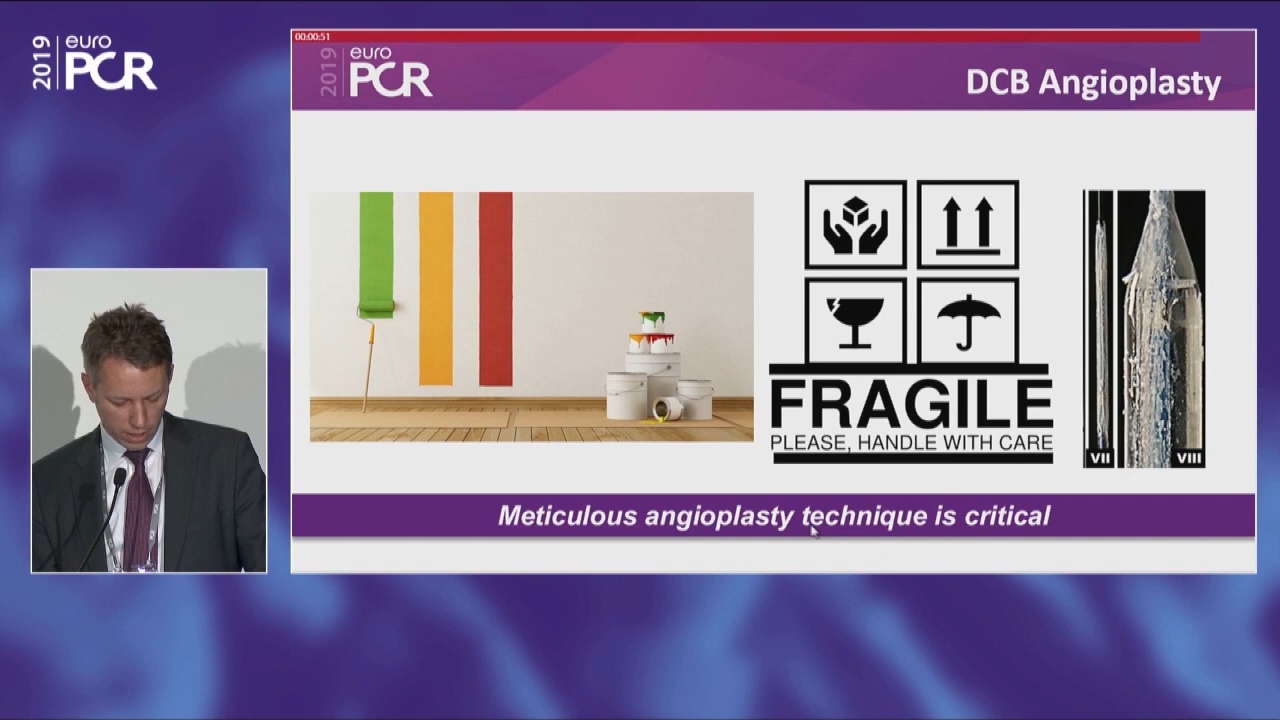 2019
euro
PCR
00:00:51
2019
euro
PCR
DCB Angioplasty
FRAGILE
PLEASE, HANDLE WITH CARE
VII
VIII
Meticulous angioplasty technique is critical